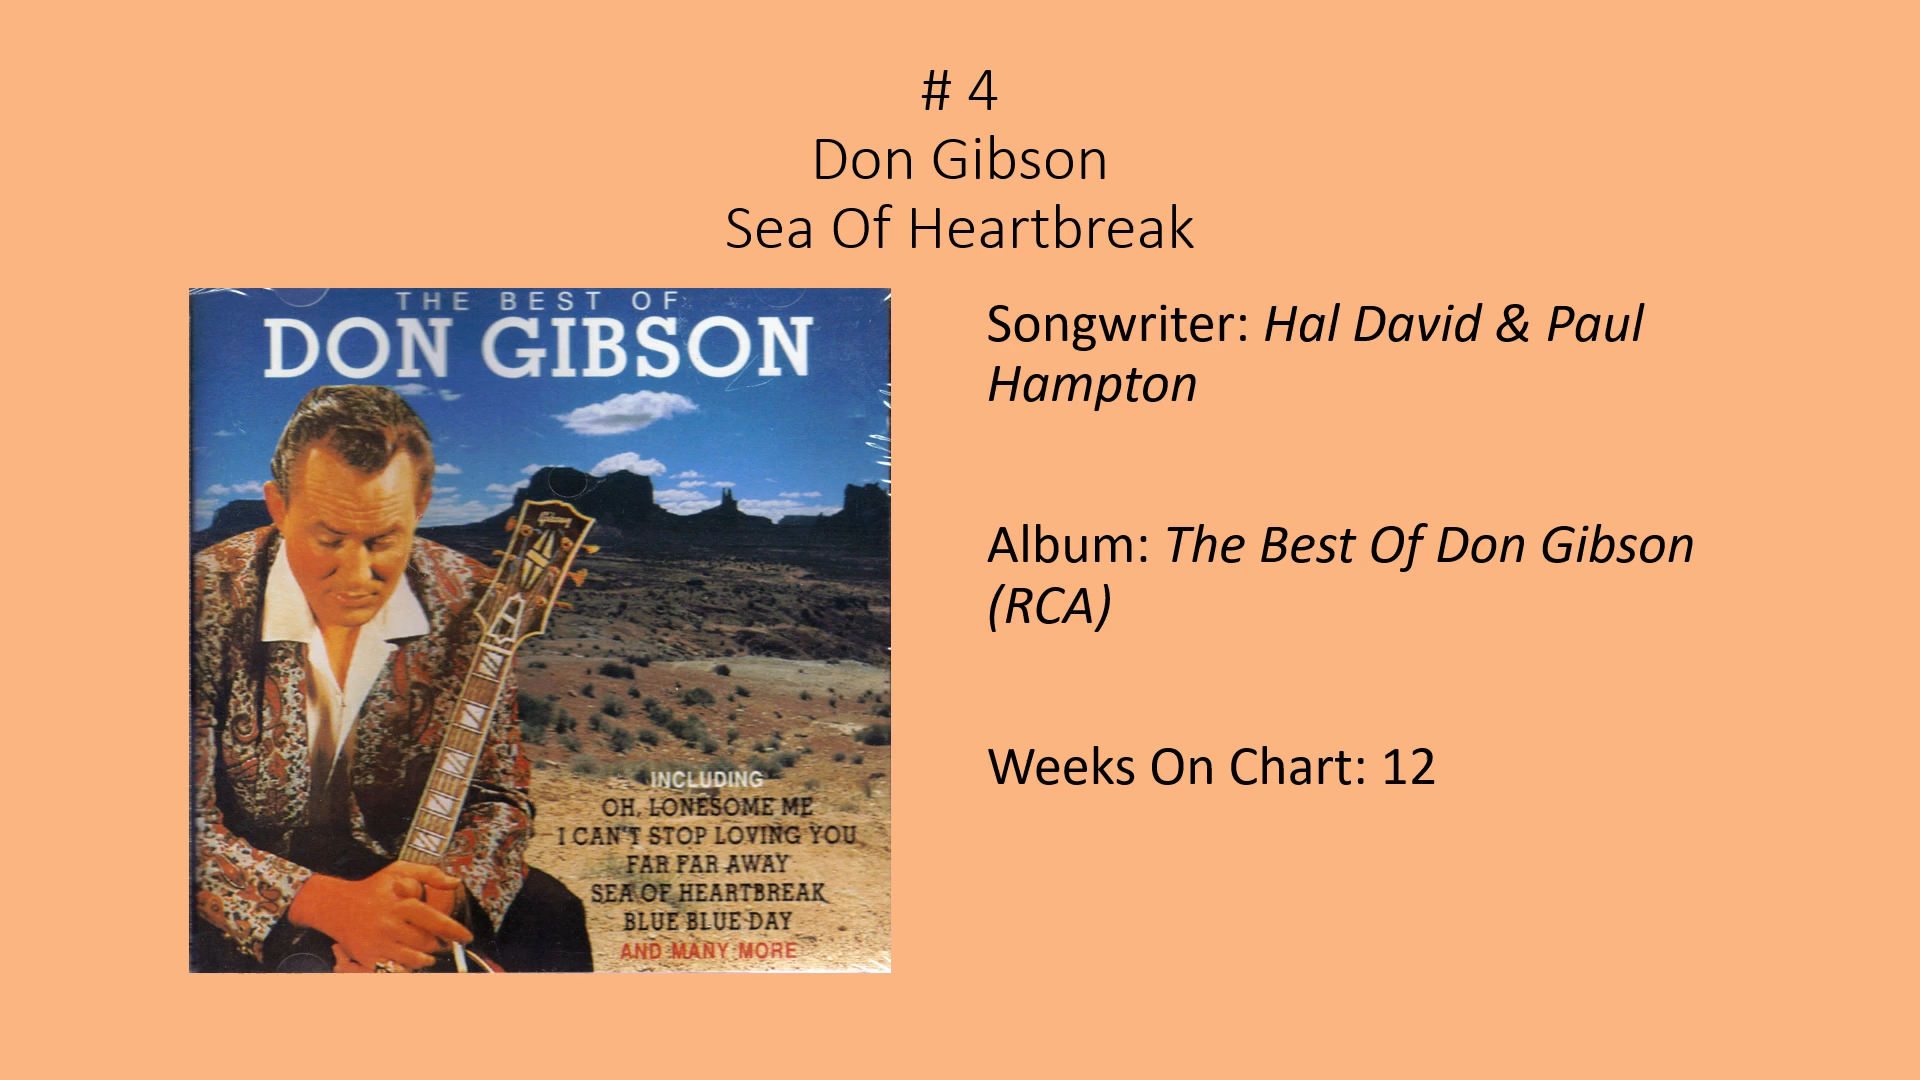 # 4
Don Gibson
Sea Of Heartbreak
THE BEST OF
DON GIBSON
Gibson
INCLUDING
OH, LONESOME ME
I CAN'T STOP LOVING YOU
FAR FAR AWAY
SEA OF HEARTBREAK
BLUE BLUE DAY
AND MANY MORE
Songwriter: Hal David & Paul
Hampton
Album: The Best Of Don Gibson
(RCA)
Weeks On Chart: 12